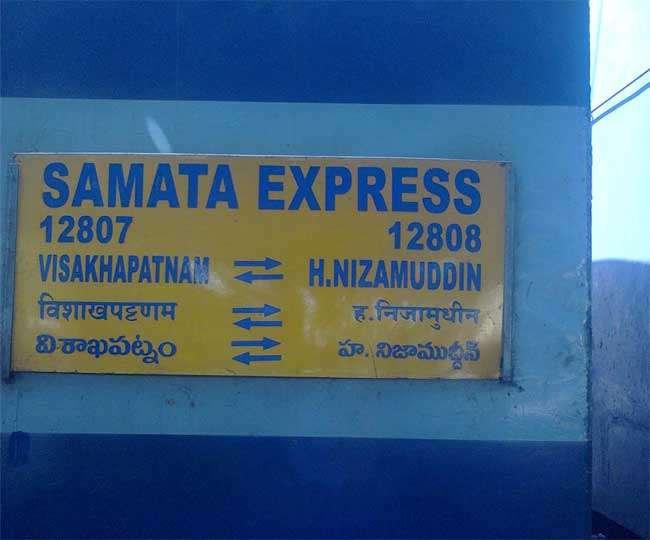 SAMATA EXPRESS
12807 12808
VISAKHAPATNAM ⇄ H.NIZAMUDDIN
विशाखपट्टणम ⇄ ह.निजामुधीन
విశాఖపట్నం ⇄ హ. నిజాముద్దీన్